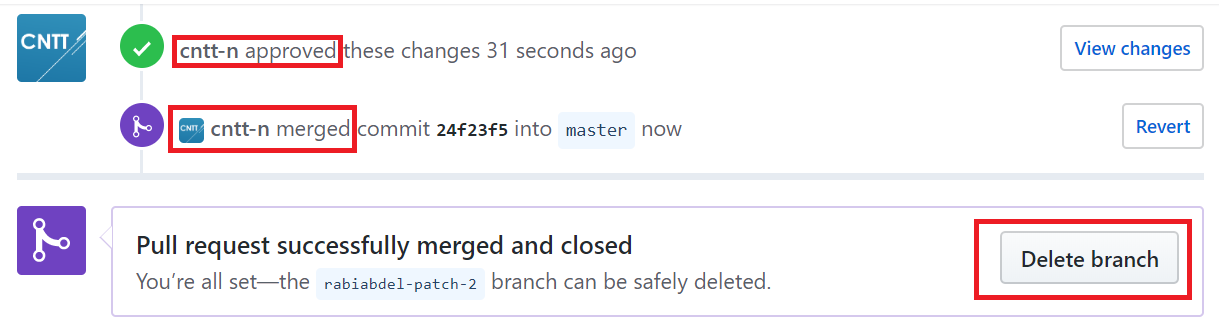 CNTT
cntt-n approved these changes 31 seconds ago
View changes
CNTT
cntt-n merged commit 24f23f5 into master now
Revert
Pull request successfully merged and closed
You’re all set—the rabiabdel-patch-2 branch can be safely deleted.
Delete branch